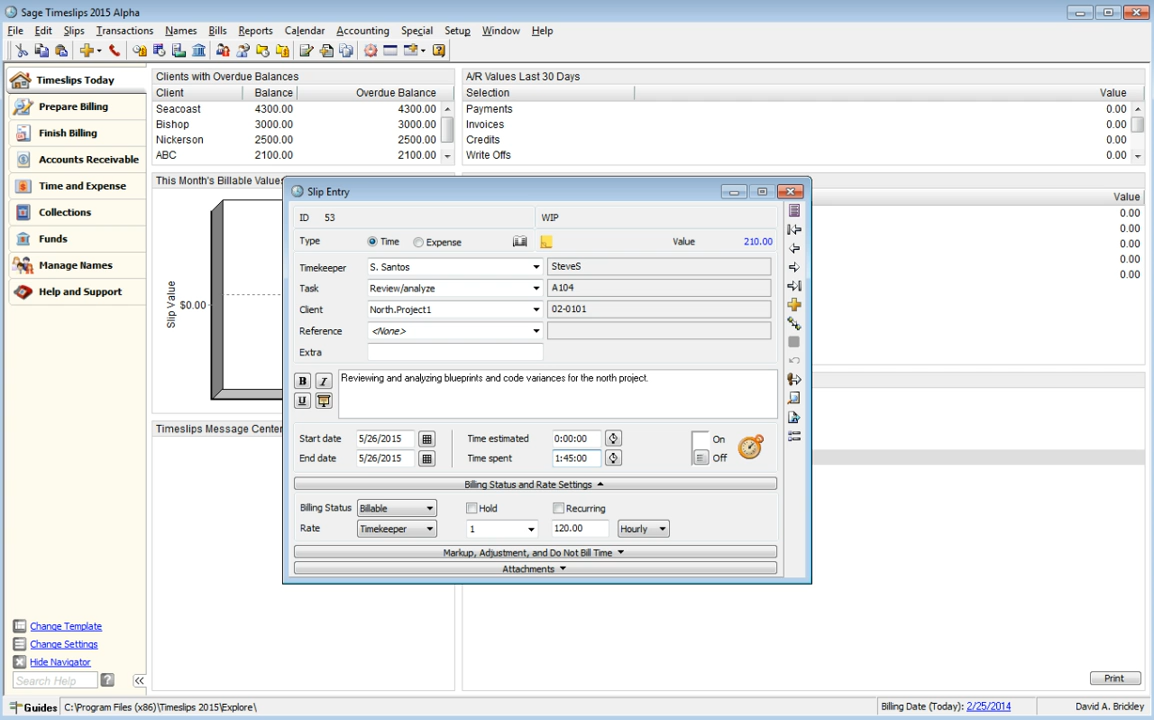 Sage Timeslips 2015 Alpha
File Edit Slips Transactions Names Bills Reports Calendar Accounting Special Setup Window Help
Timeslips Today
Prepare Billing
Finish Billing
Accounts Receivable
Time and Expense
Collections
Funds
Manage Names
Help and Support
Clients with Overdue Balances
Client Balance Overdue Balance
Seacoast 4300.00 4300.00
Bishop 3000.00 3000.00
Nickerson 2500.00 2500.00
ABC 2100.00 2100.00
A/R Values Last 30 Days
Selection Value
Payments 0.00
Invoices 0.00
Credits 0.00
Write Offs 0.00
This Month's Billable Value
Slip Value
$0.00
Value
0.00
0.00
0.00
0.00
0.00
Timeslips Message Center
Slip Entry
ID 53 WIP
Type Time Expense Value 210.00
Timekeeper S. Santos SteveS
Task Review/analyze A104
Client North.Project1 02-0101
Reference <None>
Extra
B I
U
Reviewing and analyzing blueprints and code variances for the north project.
Start date 5/26/2015 Time estimated 0:00:00 On
End date 5/26/2015 Time spent 1:45:00 Off
Billing Status and Rate Settings
Billing Status Billable Hold Recurring
Rate Timekeeper 1 120.00 Hourly
Markup, Adjustment, and Do Not Bill Time
Attachments
Change Template
Change Settings
Hide Navigator
Search Help ? <<
Print
Guides C:\Program Files (x86)\Timeslips 2015\Explore\ Billing Date (Today): 2/25/2014 David A. Brickley